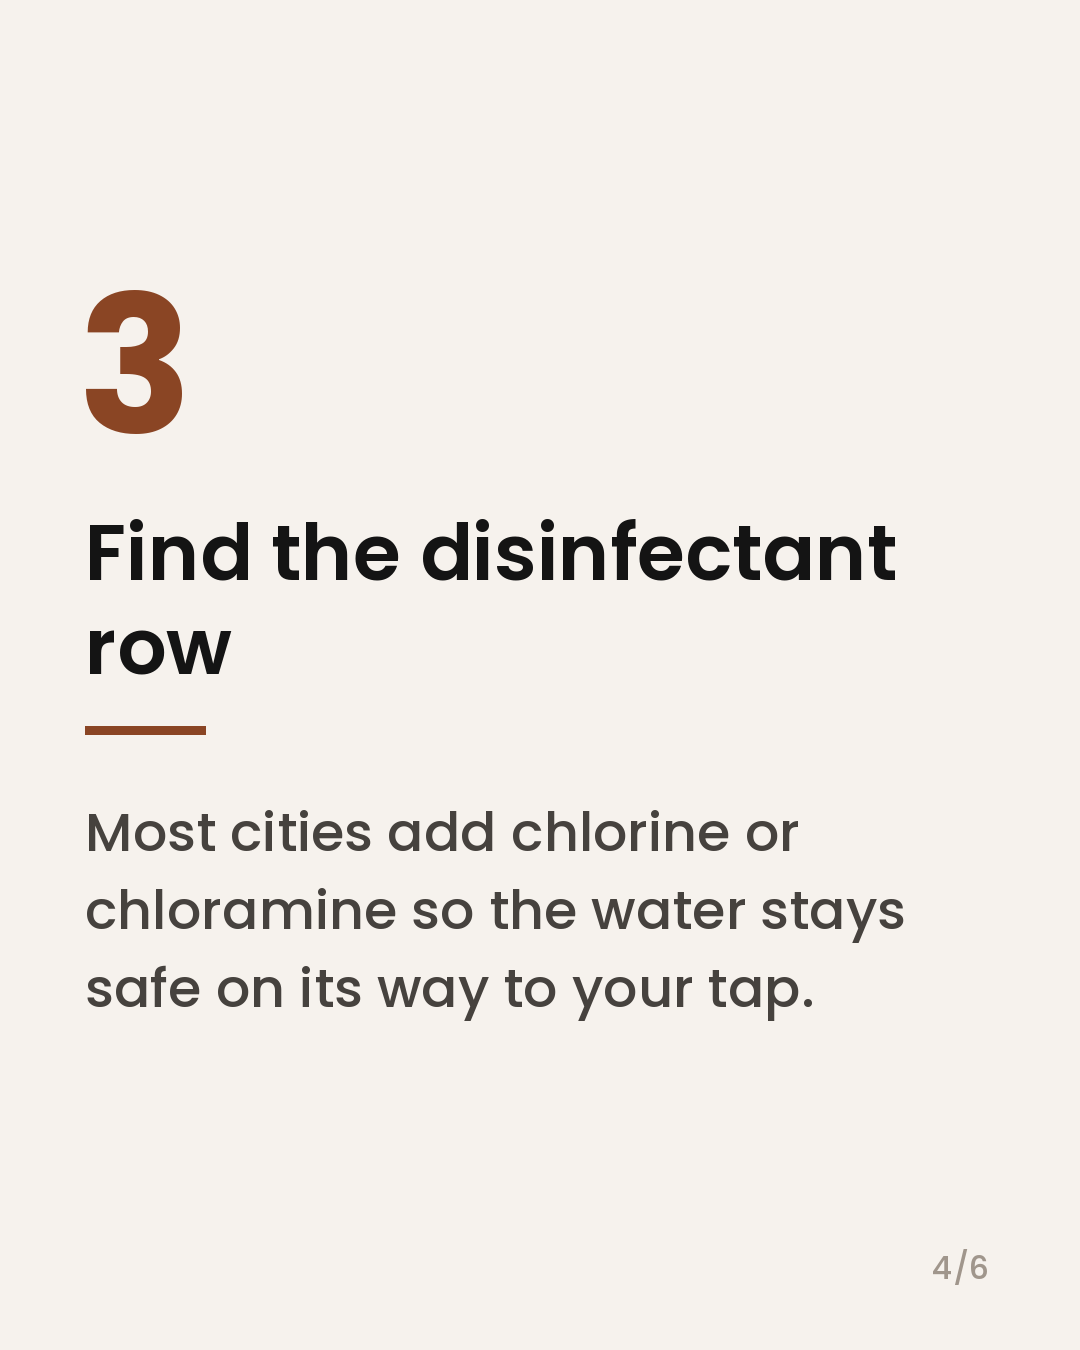 3
Find the disinfectant
row
Most cities add chlorine or
chloramine so the water stays
safe on its way to your tap.
4/6